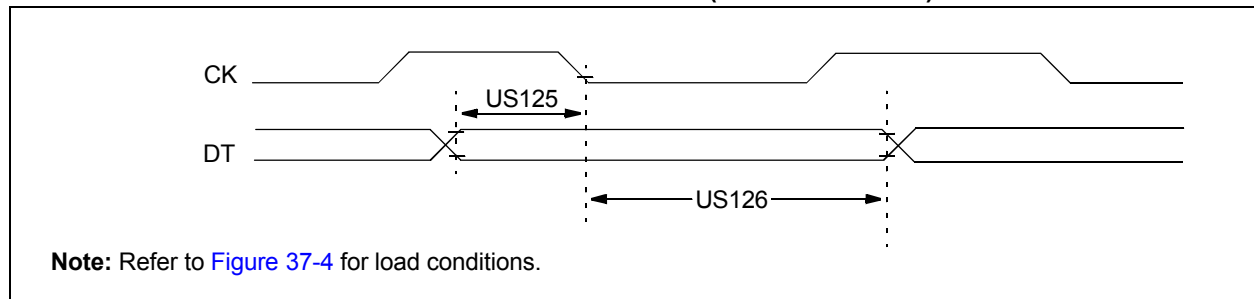 CK
US125
DT
US126
Note: Refer to Figure 37-4 for load conditions.